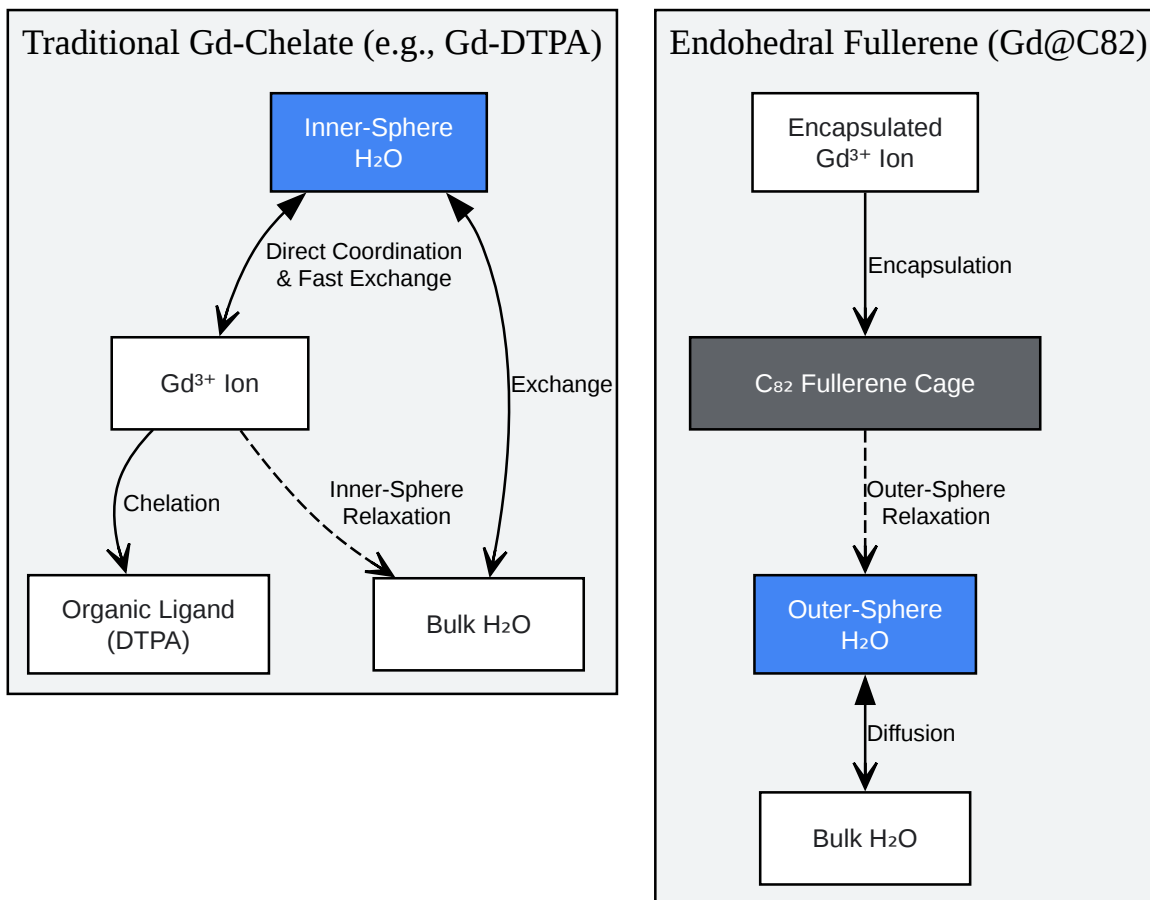 Traditional Gd-Chelate (e.g., Gd-DTPA)
Inner-Sphere
H₂O
Direct Coordination
& Fast Exchange
Gd³⁺ Ion
Exchange
Chelation
Inner-Sphere
Relaxation
Organic Ligand
(DTPA)
Bulk H₂O
Endohedral Fullerene (Gd@C82)
Encapsulated
Gd³⁺ Ion
Encapsulation
C₈₂ Fullerene Cage
Outer-Sphere
Relaxation
Outer-Sphere
H₂O
Diffusion
Bulk H₂O